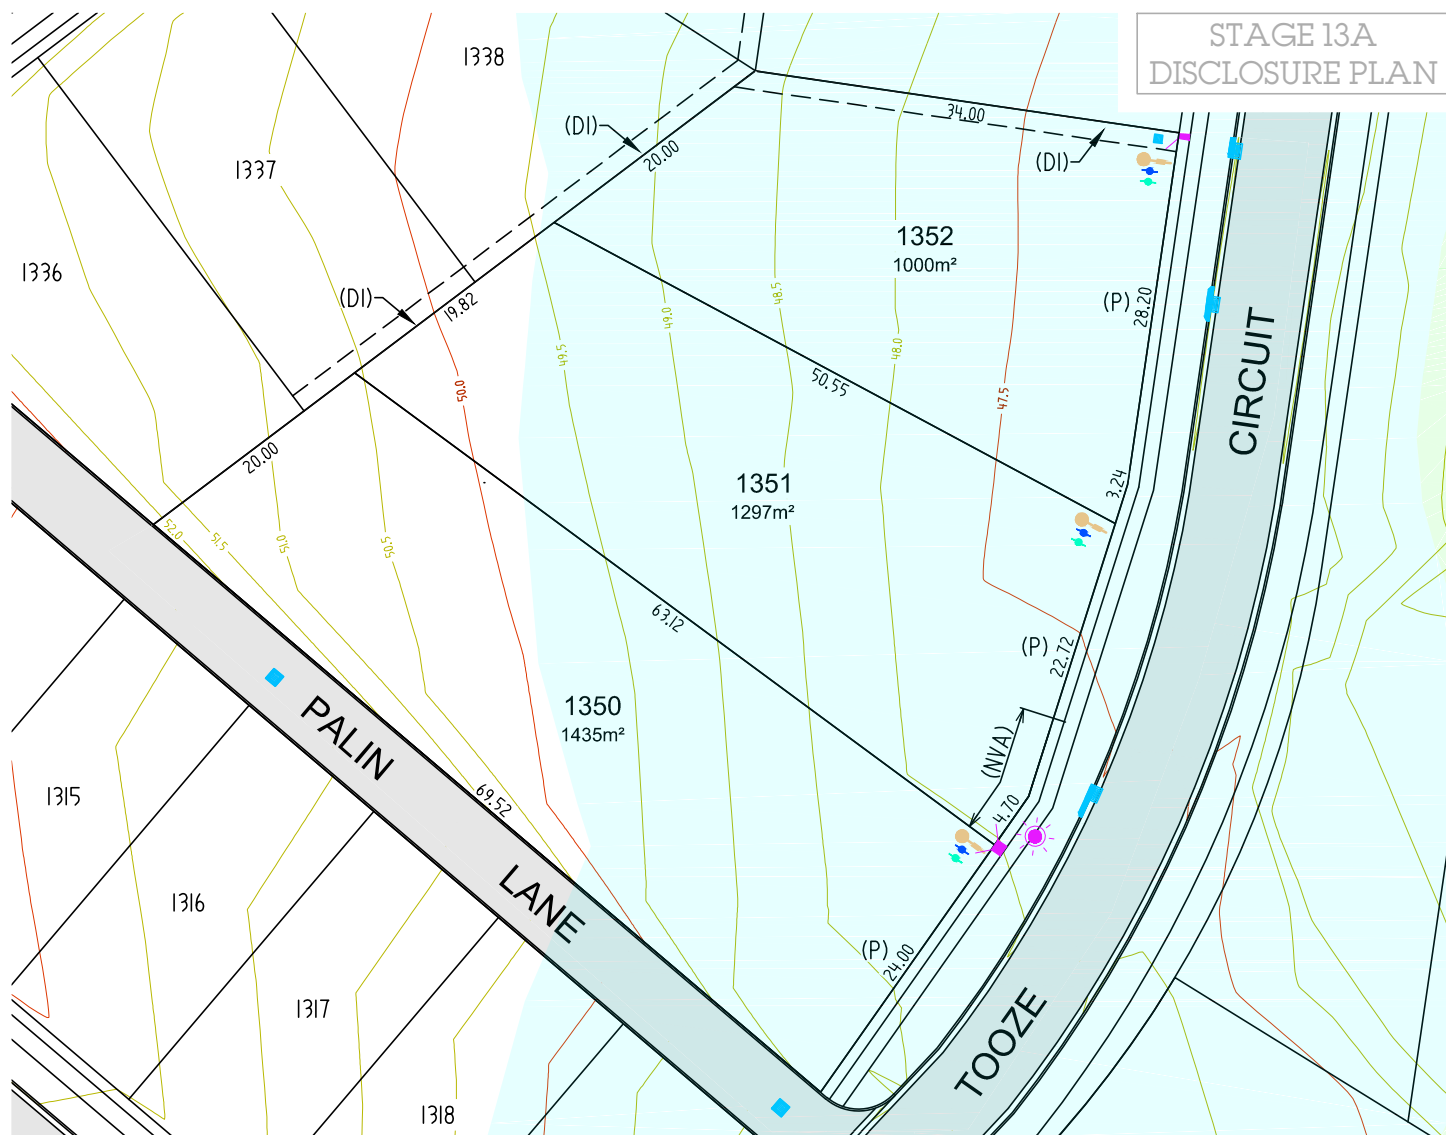 STAGE 13A
DISCLOSURE PLAN
1338
34.00
(DI)
20.00
(DI)
1337
1352
1000m²
1336
(DI)
19.82
(P)
28.20
48.5
49.0
48.0
49.5
50.0
47.5
50.55
CIRCUIT
20.00
1351
1297m²
3.24
52.0
51.5
51.0
50.5
63.12
(P)
22.72
1350
1435m²
(NVA)
PALIN
1315
69.52
4.70
1316
LANE
(P)
24.00
1317
TOOZE
1318